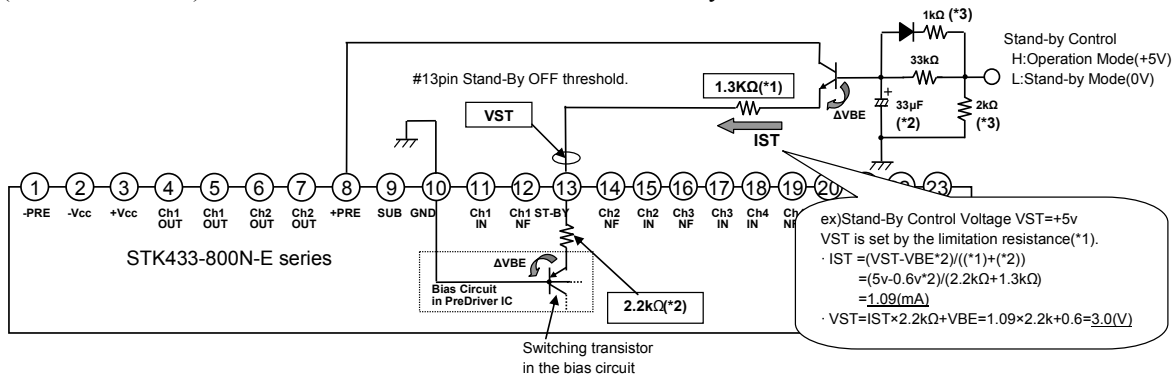 1kΩ (*3)
Stand-by Control
H:Operation Mode(+5V)
L:Stand-by Mode(0V)
#13pin Stand-By OFF threshold.
1.3KΩ(*1)
33kΩ
ΔVBE
+
33μF
(*2)
2kΩ
(*3)
VST
IST
1 2 3 4 5 6 7 8 9 10 11 12 13 14 15 16 17 18 19 20 23
-PRE -Vcc +Vcc Ch1 OUT Ch1 OUT Ch2 OUT Ch2 OUT +PRE SUB GND Ch1 IN Ch1 NF ST-BY Ch2 NF Ch2 IN Ch3 NF Ch3 IN Ch4 IN
STK433-800N-E series
ΔVBE
Bias Circuit
in PreDriver IC
2.2kΩ(*2)
Switching transistor
in the bias circuit
ex)Stand-By Control Voltage VST=+5v
VST is set by the limitation resistance(*1).
· IST =(VST-VBE*2)/((*1)+(*2))
=(5v-0.6v*2)/(2.2kΩ+1.3kΩ)
=1.09(mA)
· VST=IST×2.2kΩ+VBE=1.09×2.2k+0.6=3.0(V)